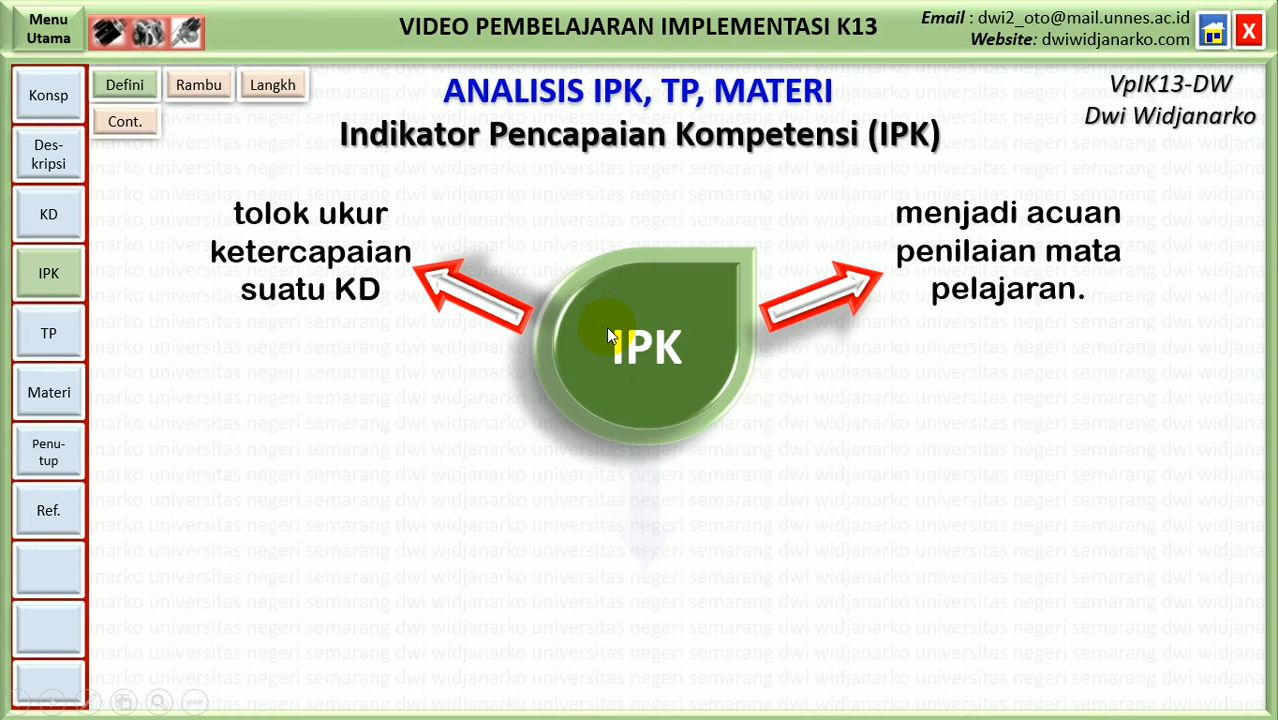 Menu
Utama
VIDEO PEMBELAJARAN IMPLEMENTASI K13
Email : dwi2_oto@mail.unnes.ac.id
Website: dwiwidjanarko.com
X
Konsp
Des-
kripsi
KD
IPK
TP
Materi
Penu-
tup
Ref.
Defini
Rambu
Langkh
Cont.
ANALISIS IPK, TP, MATERI
Indikator Pencapaian Kompetensi (IPK)
VpIK13-DW
Dwi Widjanarko
tolok ukur
ketercapaian
suatu KD
IPK
menjadi acuan
penilaian mata
pelajaran.